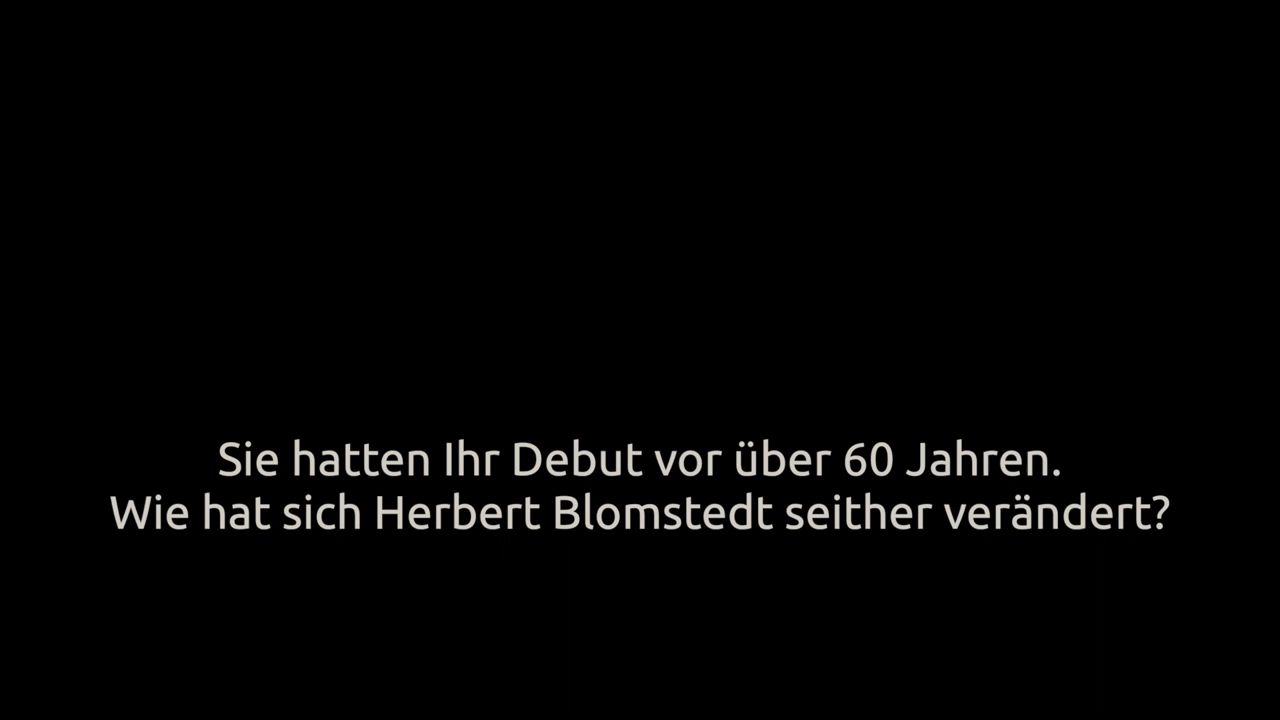 Sie hatten Ihr Debut vor über 60 Jahren.
Wie hat sich Herbert Blomstedt seither verändert?